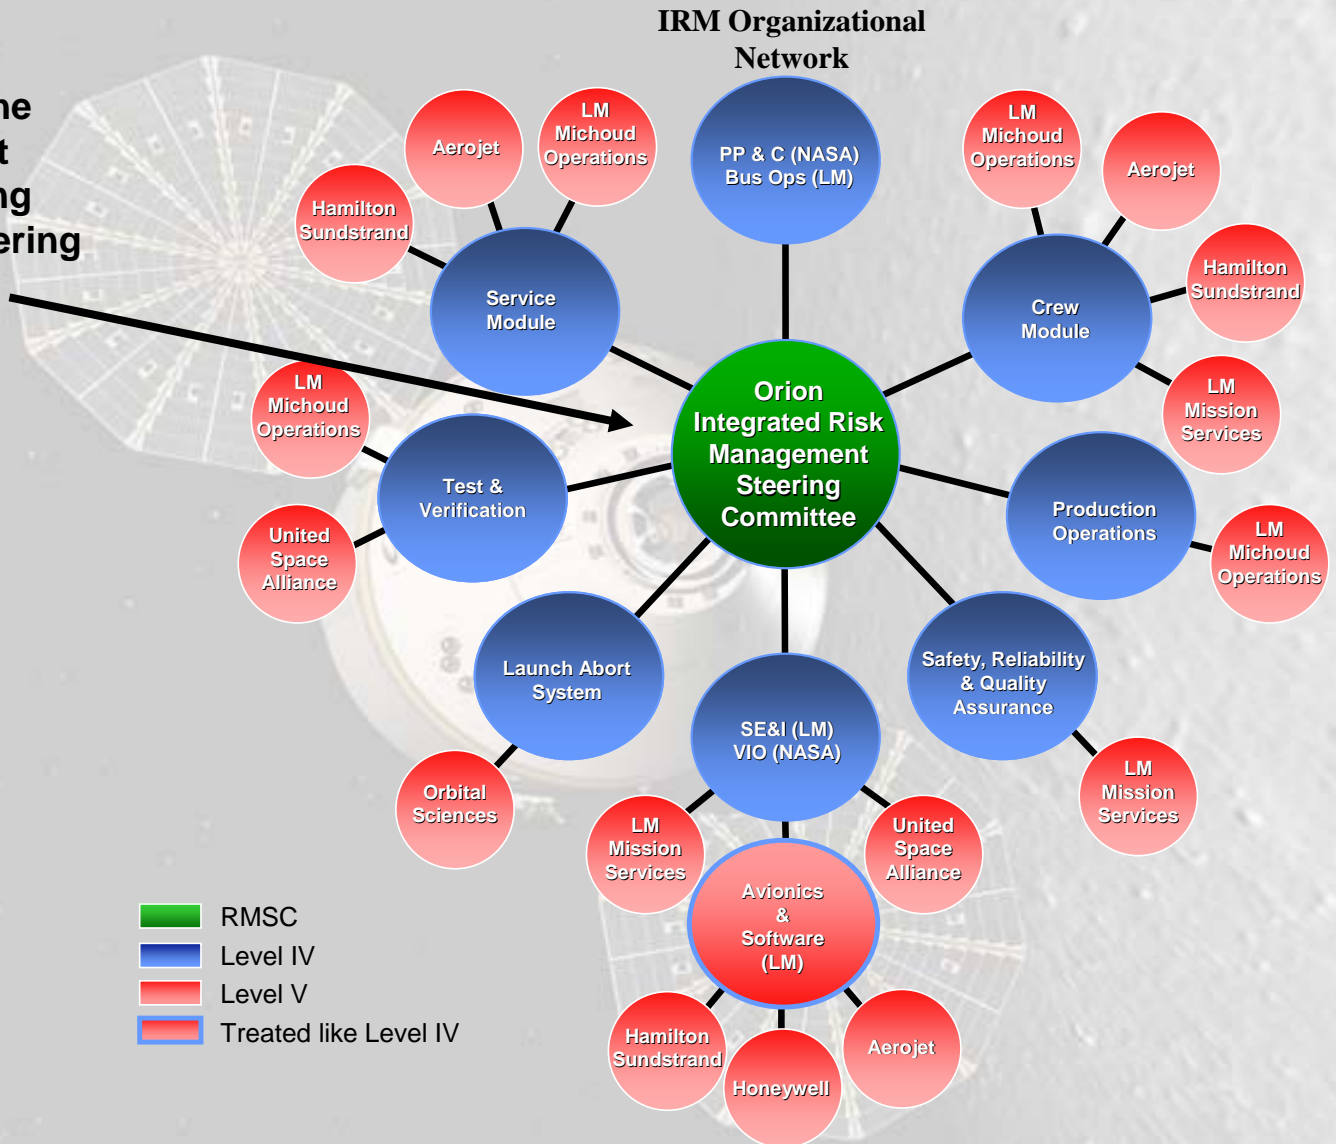 IRM Organizational
Network
ne
t
ng
ering
Aerojet
LM
Michoud
Operations
Hamilton
Sundstrand
Service
Module
PP & C (NASA)
Bus Ops (LM)
LM
Michoud
Operations
Aerojet
Hamilton
Sundstrand
Crew
Module
LM
Mission
Services
Orion
Integrated Risk
Management
Steering
Committee
LM
Michoud
Operations
Test &
Verification
United
Space
Alliance
Production
Operations
LM
Michoud
Operations
Launch Abort
System
Orbital
Sciences
SE&I (LM)
VIO (NASA)
Safety, Reliability
& Quality
Assurance
LM
Mission
Services
LM
Mission
Services
United
Space
Alliance
Avionics
&
Software
(LM)
Hamilton
Sundstrand
Honeywell
Aerojet
RMSC
Level IV
Level V
Treated like Level IV